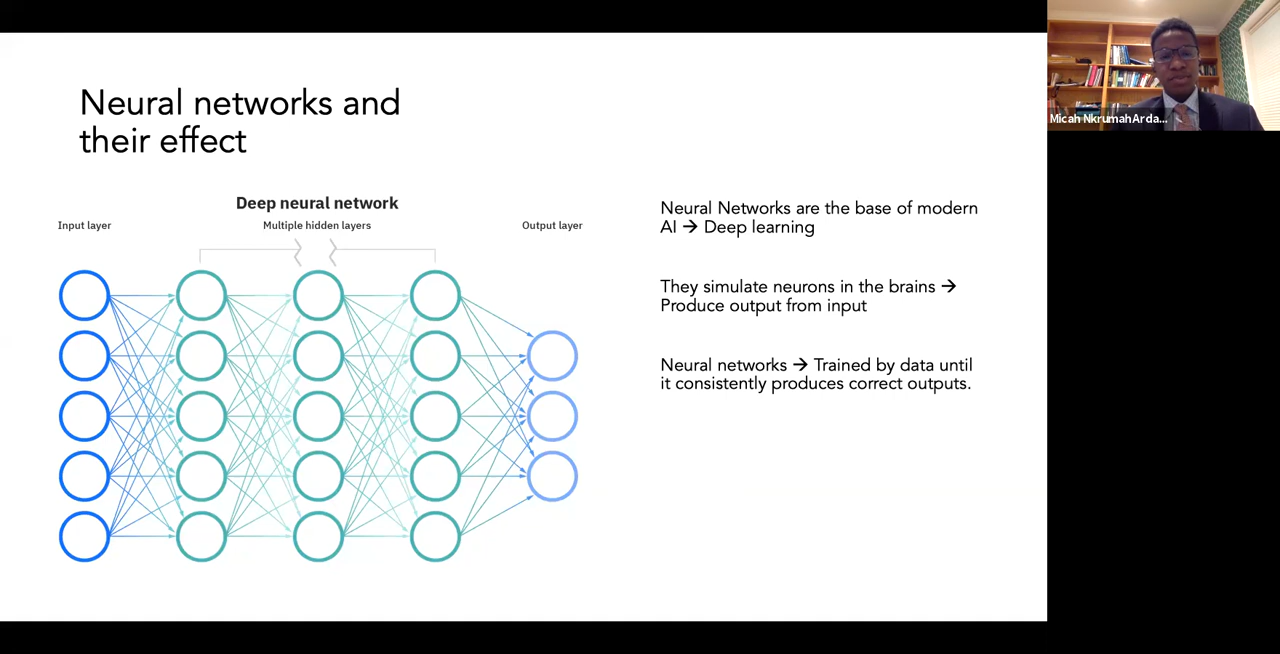 Neural networks and
their effect
Deep neural network
Input layer
Multiple hidden layers
Output layer
Neural Networks are the base of modern
AI → Deep learning
They simulate neurons in the brains →
Produce output from input
Neural networks → Trained by data until
it consistently produces correct outputs.
Micah NkrumahArda...